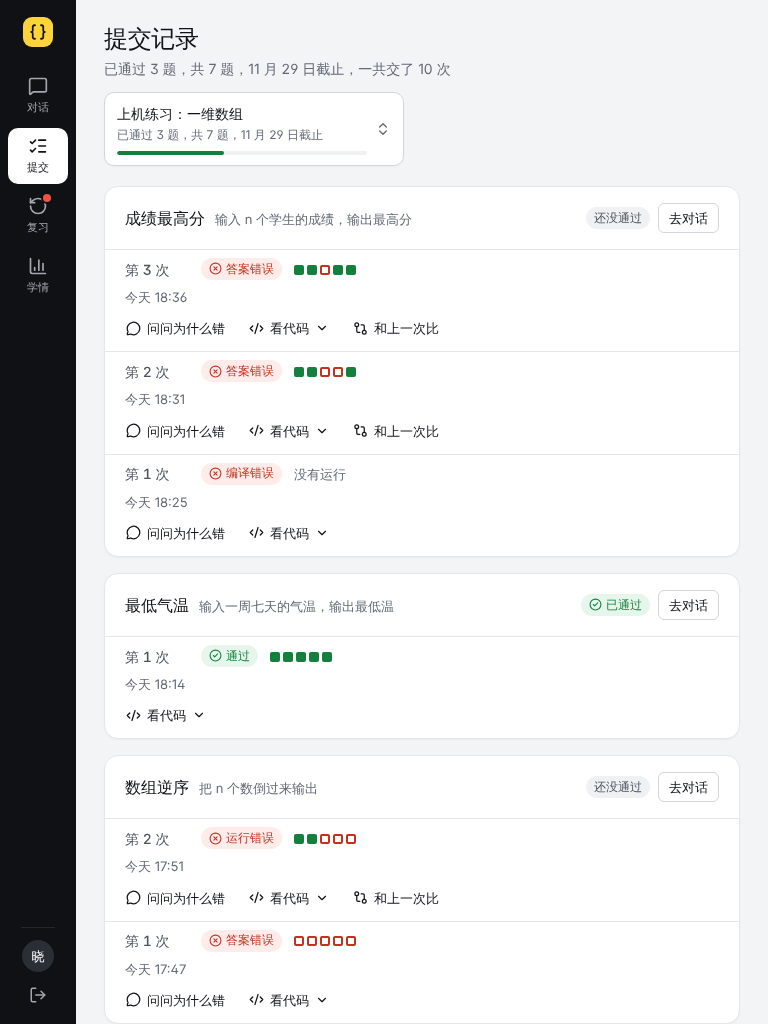 {}
对话
提交
复习
学情
晓
提交记录
已通过 3 题，共 7 题，11 月 29 日截止，一共交了 10 次
上机练习：一维数组
已通过 3 题，共 7 题，11 月 29 日截止
成绩最高分 输入 n 个学生的成绩，输出最高分 还没通过 去对话
第 3 次 答案错误
今天 18:36
问问为什么错 看代码 和上一次比
第 2 次 答案错误
今天 18:31
问问为什么错 看代码 和上一次比
第 1 次 编译错误 没有运行
今天 18:25
问问为什么错 看代码
最低气温 输入一周七天的气温，输出最低温 已通过 去对话
第 1 次 通过
今天 18:14
看代码
数组逆序 把 n 个数倒过来输出 还没通过 去对话
第 2 次 运行错误
今天 17:51
问问为什么错 看代码 和上一次比
第 1 次 答案错误
今天 17:47
问问为什么错 看代码